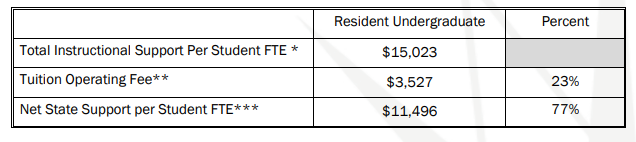 Resident Undergraduate Percent
Total Instructional Support Per Student FTE * $15,023
Tuition Operating Fee** $3,527 23%
Net State Support per Student FTE*** $11,496 77%